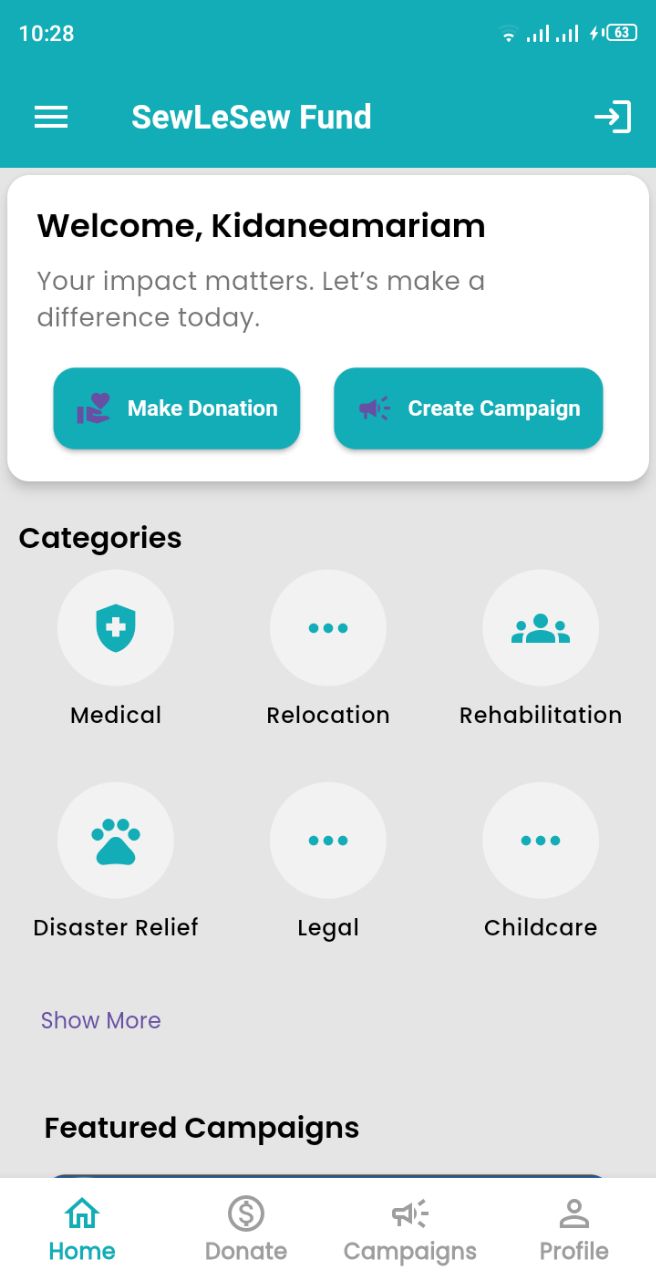 10:28
63
SewLeSew Fund
Welcome, Kidaneamariam
Your impact matters. Let's make a
difference today.
Make Donation
Create Campaign
Categories
Medical
Relocation
Rehabilitation
Disaster Relief
Legal
Childcare
Show More
Featured Campaigns
Home
Donate
Campaigns
Profile